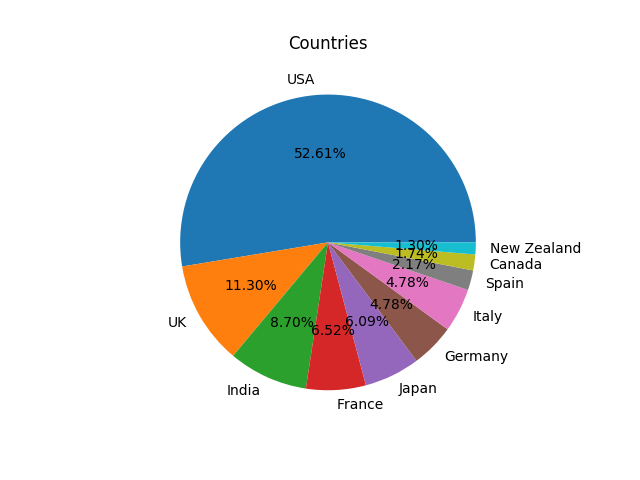 Countries
USA
52.61%
UK
11.30%
India
8.70%
France
6.52%
Japan
6.09%
Germany
4.78%
Italy
4.78%
Spain
2.17%
Canada
1.74%
New Zealand
1.30%